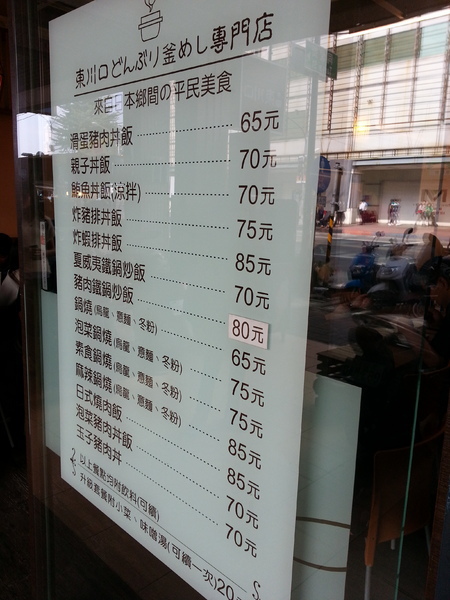 東川口どんぶり釜めし專門店
來自日本鄉間の平民美食
滑蛋豬肉丼飯 65元
親子丼飯 70元
鮪魚丼飯(涼拌) 70元
炸豬排丼飯 75元
炸蝦排丼飯 85元
夏威夷鐵鍋炒飯 70元
豬肉鐵鍋炒飯 80元
鍋燒(烏龍、意麵、冬粉) 65元
泡菜鍋燒(烏龍、意麵、冬粉) 75元
素食鍋燒(烏龍、意麵、冬粉) 75元
麻辣鍋燒(烏龍、意麵、冬粉) 85元
日式燒肉飯 85元
泡菜豬肉丼飯 70元
玉子豬肉丼 70元
以上餐點均附飲料(可續)
升級套餐附小菜、味噌湯(可續一次)20